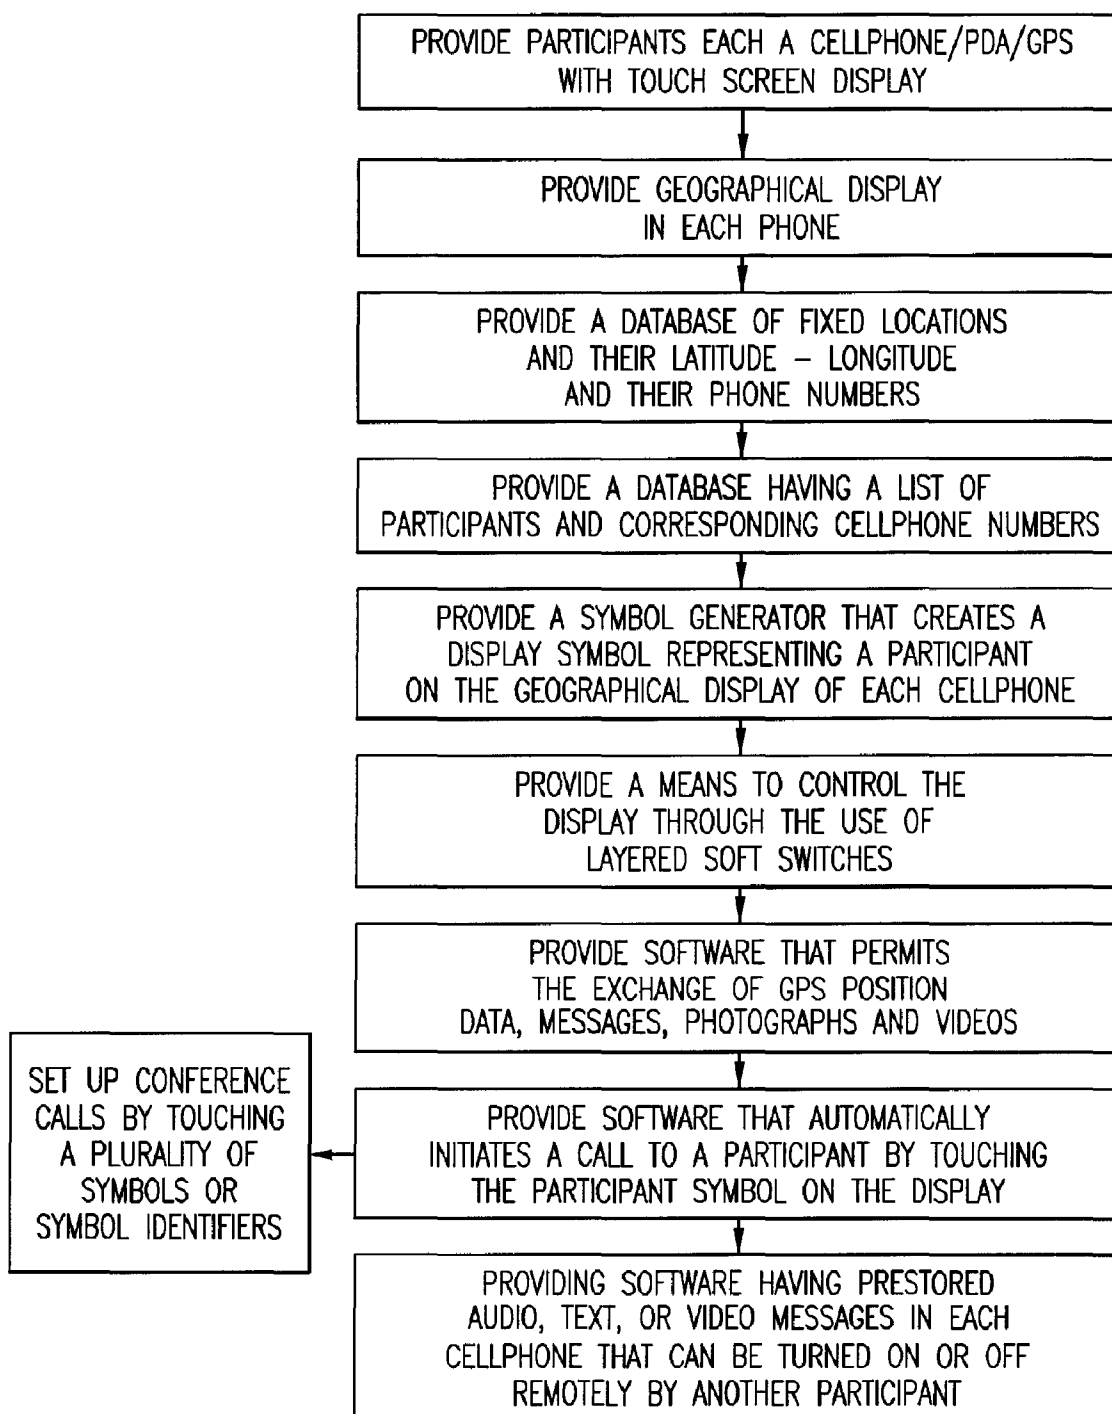 PROVIDE PARTICIPANTS EACH A CELLPHONE/PDA/GPS
WITH TOUCH SCREEN DISPLAY
PROVIDE GEOGRAPHICAL DISPLAY
IN EACH PHONE
PROVIDE A DATABASE OF FIXED LOCATIONS
AND THEIR LATITUDE – LONGITUDE
AND THEIR PHONE NUMBERS
PROVIDE A DATABASE HAVING A LIST OF
PARTICIPANTS AND CORRESPONDING CELLPHONE NUMBERS
PROVIDE A SYMBOL GENERATOR THAT CREATES A
DISPLAY SYMBOL REPRESENTING A PARTICIPANT
ON THE GEOGRAPHICAL DISPLAY OF EACH CELLPHONE
PROVIDE A MEANS TO CONTROL THE
DISPLAY THROUGH THE USE OF
LAYERED SOFT SWITCHES
PROVIDE SOFTWARE THAT PERMITS
THE EXCHANGE OF GPS POSITION
DATA, MESSAGES, PHOTOGRAPHS AND VIDEOS
PROVIDE SOFTWARE THAT AUTOMATICALLY
INITIATES A CALL TO A PARTICIPANT BY TOUCHING
THE PARTICIPANT SYMBOL ON THE DISPLAY
SET UP CONFERENCE
CALLS BY TOUCHING
A PLURALITY OF
SYMBOLS OR
SYMBOL IDENTIFIERS
PROVIDING SOFTWARE HAVING PRESTORED
AUDIO, TEXT, OR VIDEO MESSAGES IN EACH
CELLPHONE THAT CAN BE TURNED ON OR OFF
REMOTELY BY ANOTHER PARTICIPANT